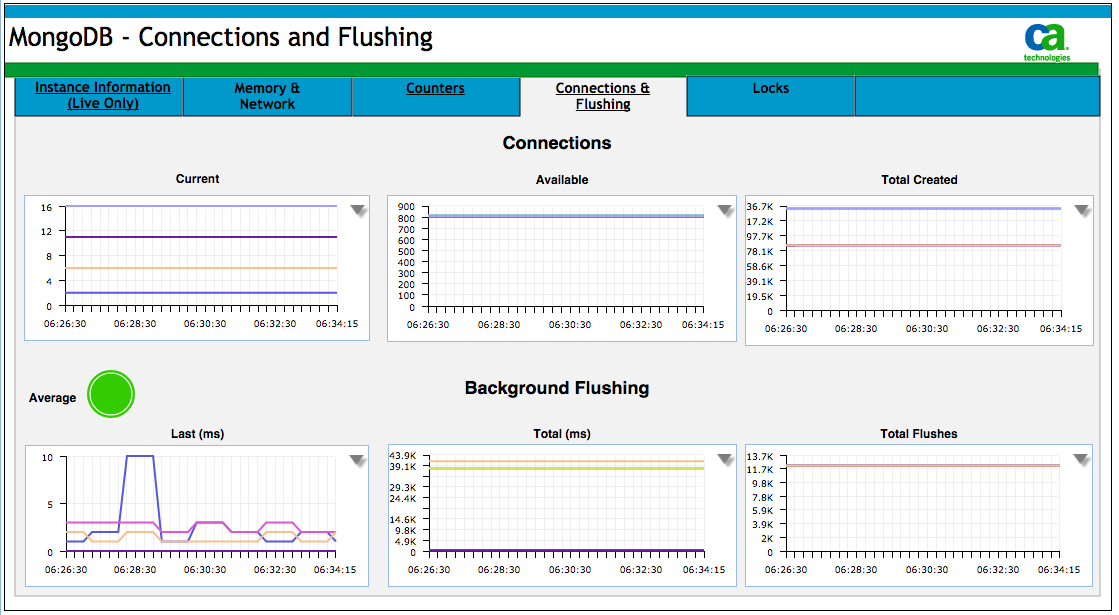 MongoDB - Connections and Flushing
ca
technologies
Instance Information
(Live Only)
Memory &
Network
Counters
Connections &
Flushing
Locks
Connections
Current
16
12
8
4
0
06:26:30 06:28:30 06:30:30 06:32:30 06:34:15
Available
900
800
700
600
500
400
300
200
100
0
06:26:30 06:28:30 06:30:30 06:32:30 06:34:15
Total Created
36.7K
17.2K
97.7K
78.1K
58.6K
39.1K
19.5K
0
06:26:30 06:28:30 06:30:30 06:32:30 06:34:15
Average
Background Flushing
Last (ms)
10
5
0
06:26:30 06:28:30 06:30:30 06:32:30 06:34:15
Total (ms)
43.9K
39.1K
29.3K
24.4K
14.6K
9.8K
4.9K
0
06:26:30 06:28:30 06:30:30 06:32:30 06:34:15
Total Flushes
13.7K
11.7K
9.8K
7.8K
5.9K
3.9K
2K
0
06:26:30 06:28:30 06:30:30 06:32:30 06:34:15